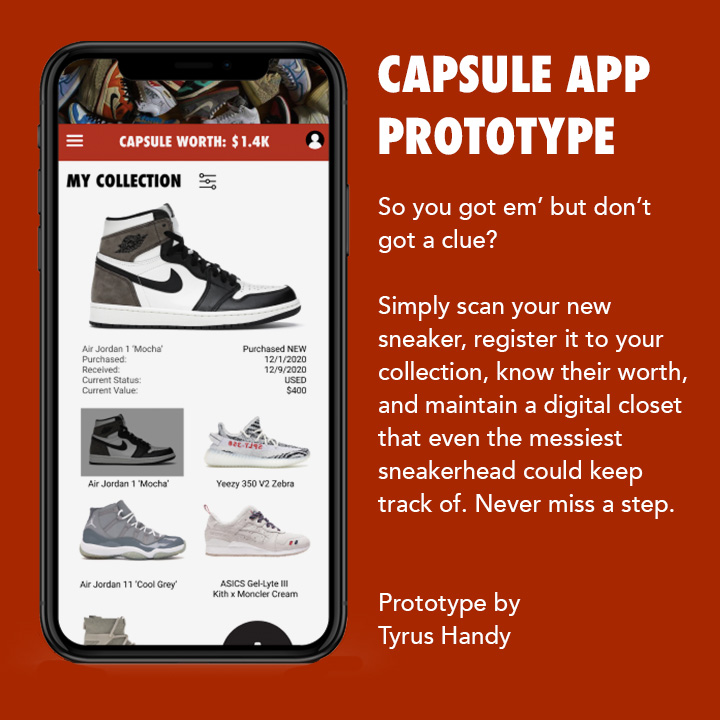 CAPSULE APP
PROTOTYPE
So you got em’ but don’t
got a clue?
Simply scan your new
sneaker, register it to your
collection, know their worth,
and maintain a digital closet
that even the messiest
sneakerhead could keep
track of. Never miss a step.
Prototype by
Tyrus Handy
CAPSULE WORTH: $1.4K
MY COLLECTION
Air Jordan 1 ‘Mocha’ Purchased NEW
Purchased: 12/1/2020
Received: 12/9/2020
Current Status: USED
Current Value: $400
Air Jordan 1 ‘Mocha’
Yeezy 350 V2 Zebra
Air Jordan 11 ‘Cool Grey’
ASICS Gel-Lyte III
Kith x Moncler Cream